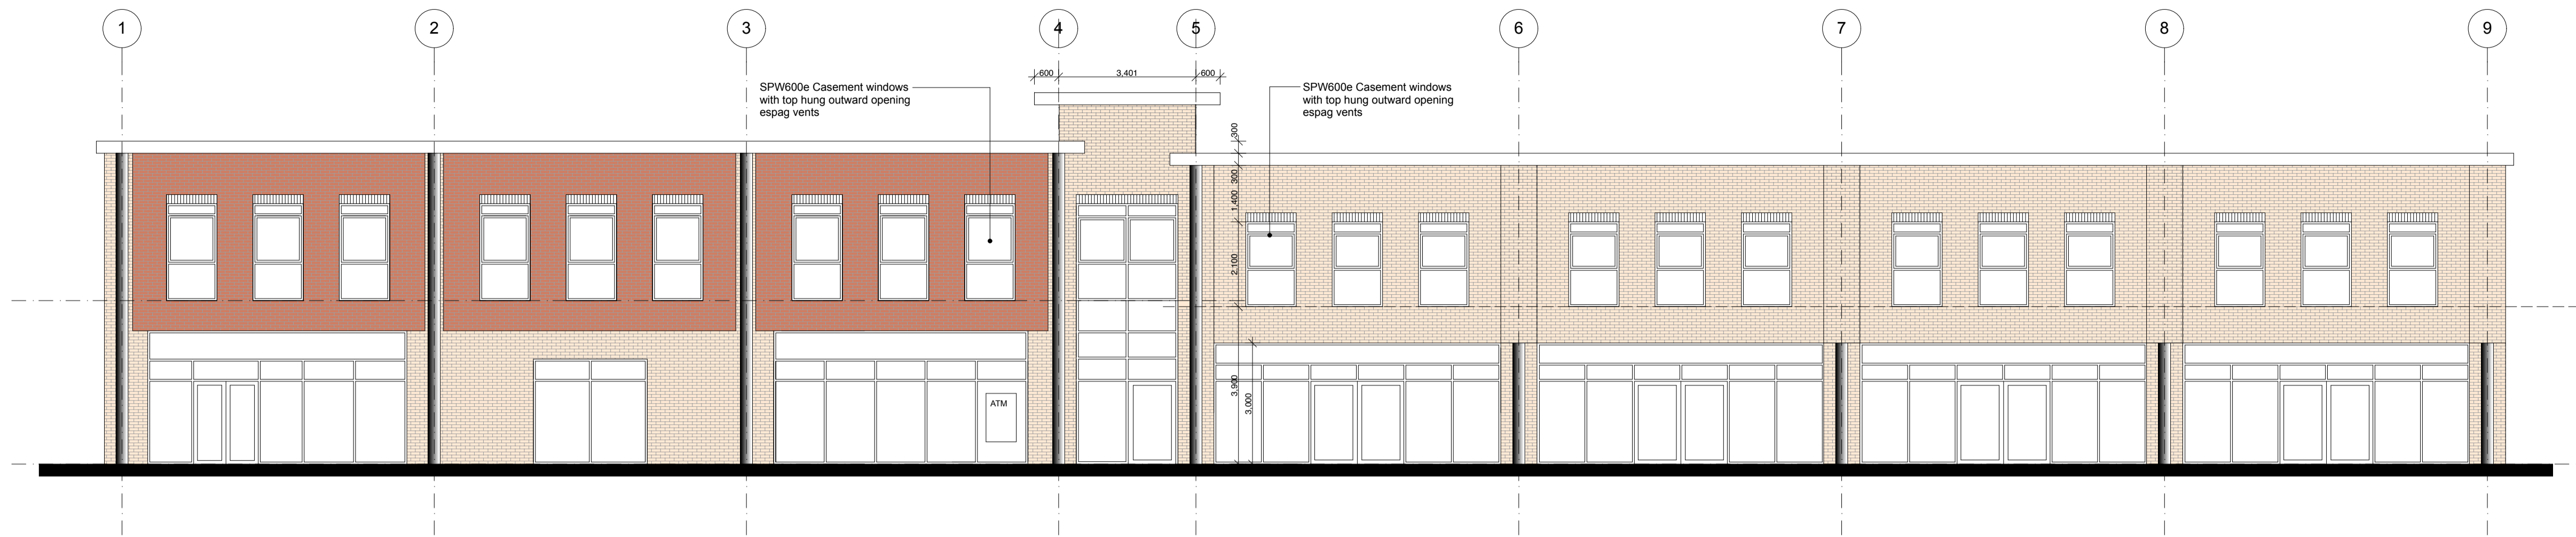 1
2
3
4
5
6
7
8
9
600
3,401
600
SPW600e Casement windows
with top hung outward opening
espag vents
SPW600e Casement windows
with top hung outward opening
espag vents
300
300
1,400
2,100
3,900
3,000
ATM